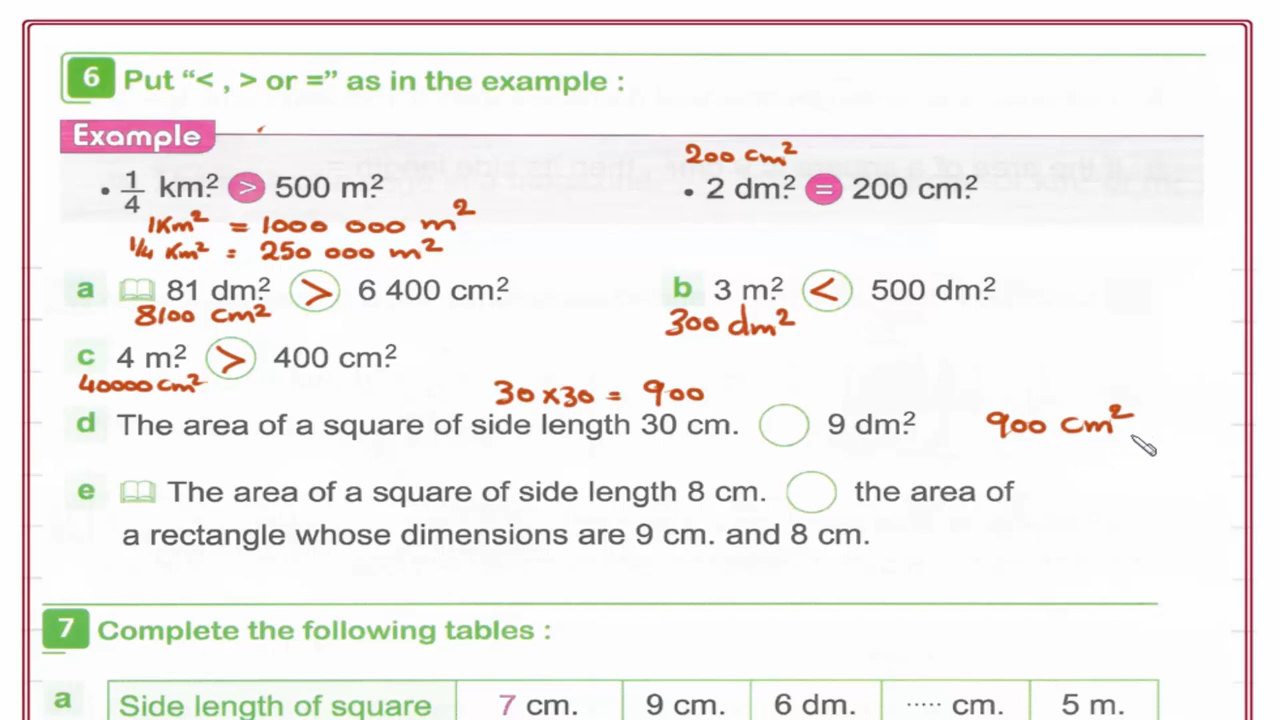 6 Put “< , > or =” as in the example :
Example
200 cm²
• 1/4 km² > 500 m²
• 2 dm² = 200 cm²
1Km² = 1000 000 m²
1/4 Km² = 250 000 m²
a 81 dm² > 6 400 cm²
b 3 m² < 500 dm²
8100 cm²
300 dm²
c 4 m² > 400 cm²
40000 cm²
30 × 30 = 900
d The area of a square of side length 30 cm. 9 dm² 900 cm²
e The area of a square of side length 8 cm. the area of
a rectangle whose dimensions are 9 cm. and 8 cm.
7 Complete the following tables :
a Side length of square 7 cm. 9 cm. 6 dm. ..... cm. 5 m.